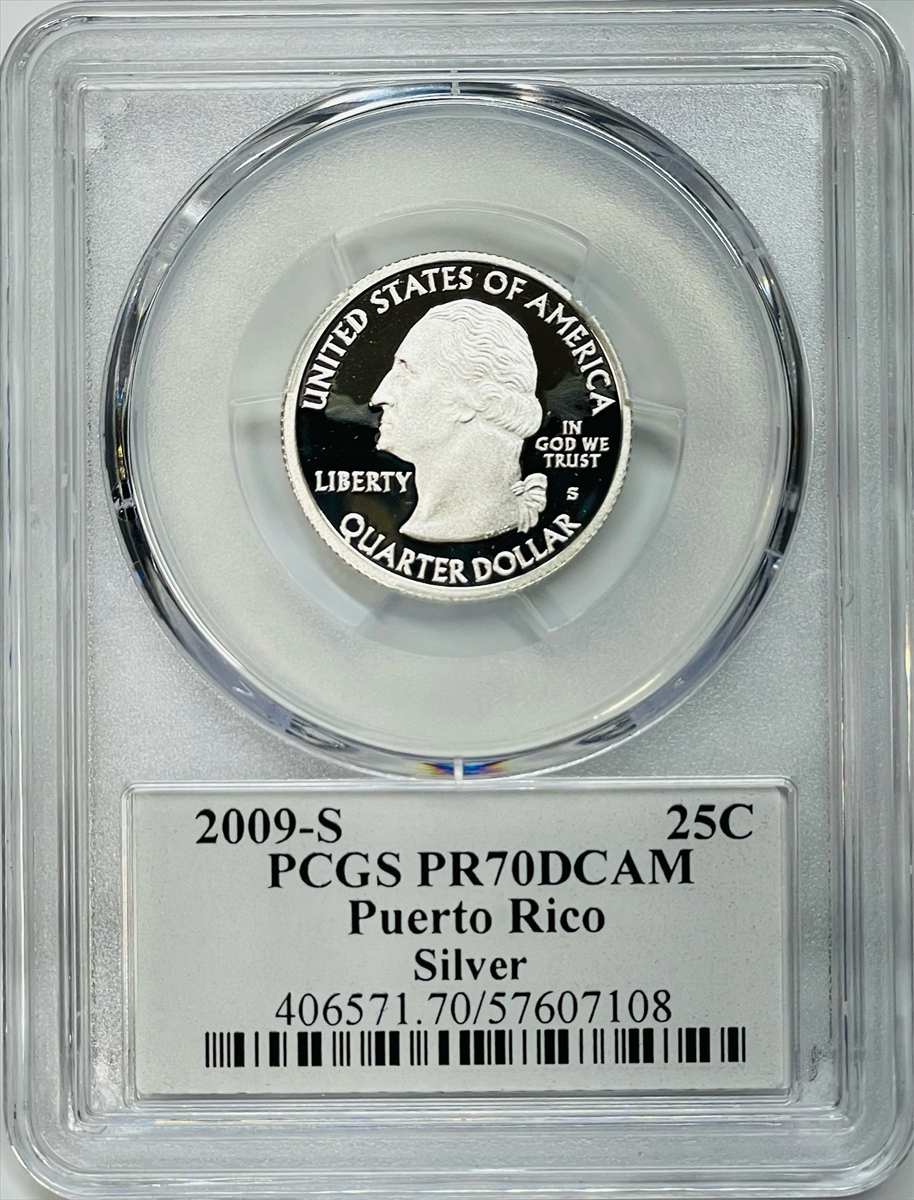 UNITED STATES OF AMERICA
IN
GOD WE
TRUST
LIBERTY
S
QUARTER DOLLAR
2009-S 25C
PCGS PR70DCAM
Puerto Rico
Silver
406571.70/57607108